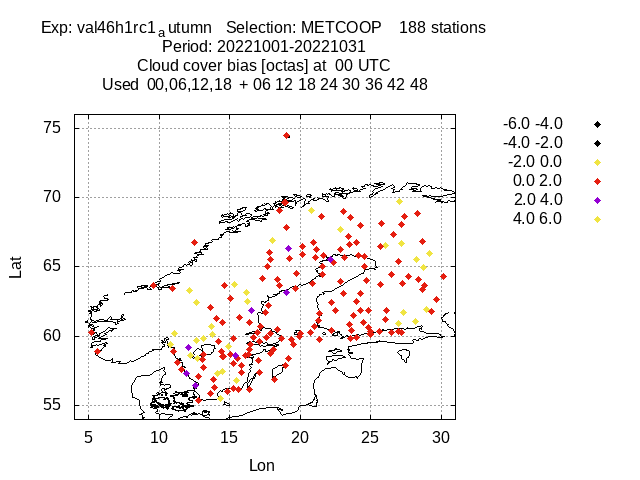 Exp: val46h1rc1autumn Selection: METCOOP 188 stations
Period: 20221001-20221031
Cloud cover bias [octas] at 00 UTC
Used 00,06,12,18 + 06 12 18 24 30 36 42 48
-6.0 -4.0
-4.0 -2.0
-2.0 0.0
0.0 2.0
2.0 4.0
4.0 6.0
75
70
65
60
55
Lat
5 10 15 20 25 30
Lon